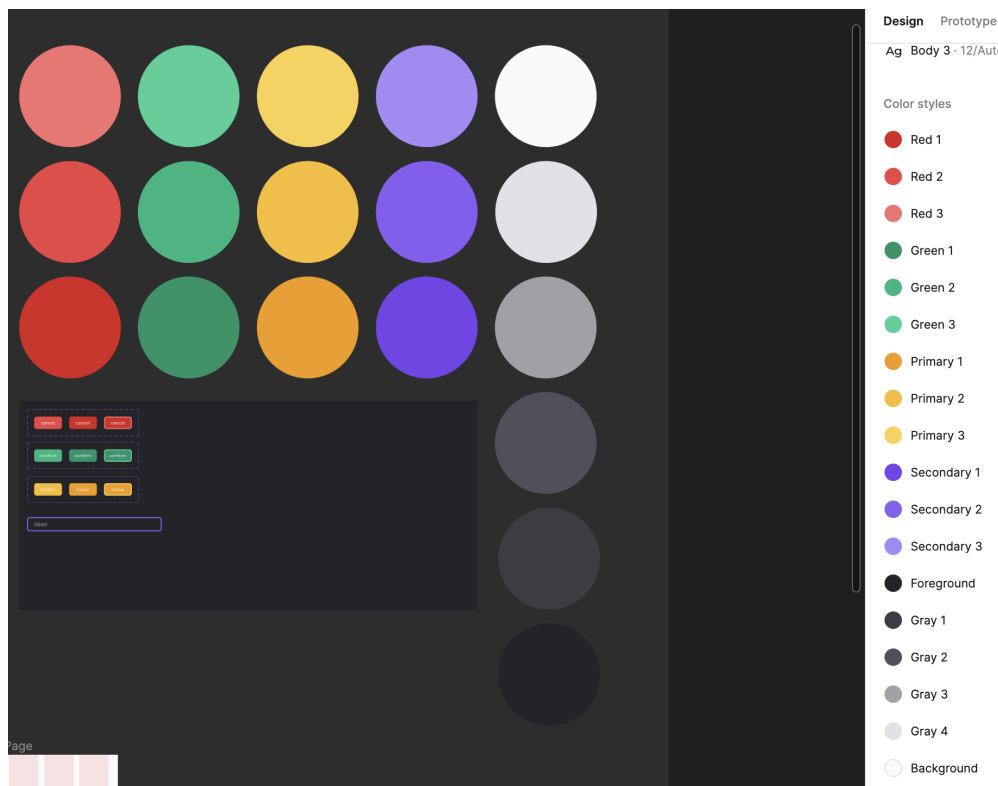 Design Prototype
Ag Body 3 · 12/Auto
Color styles
Red 1
Red 2
Red 3
Green 1
Green 2
Green 3
Primary 1
Primary 2
Primary 3
Secondary 1
Secondary 2
Secondary 3
Foreground
Gray 1
Gray 2
Gray 3
Gray 4
Background
cancel cancel cancel
confirm confirm confirm
Page